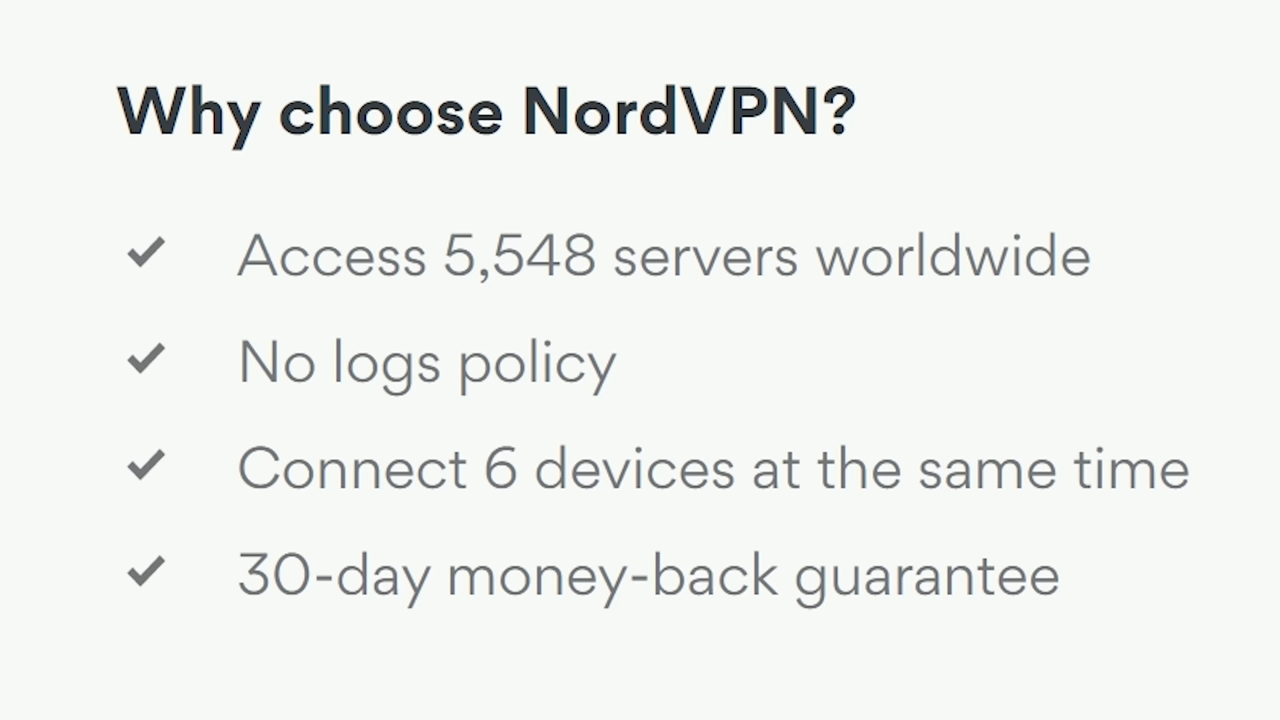 Why choose NordVPN?
Access 5,548 servers worldwide
No logs policy
Connect 6 devices at the same time
30-day money-back guarantee